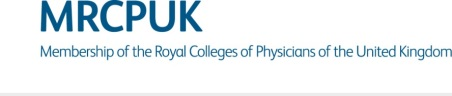 MRCPUK
Membership of the Royal Colleges of Physicians of the United Kingdom